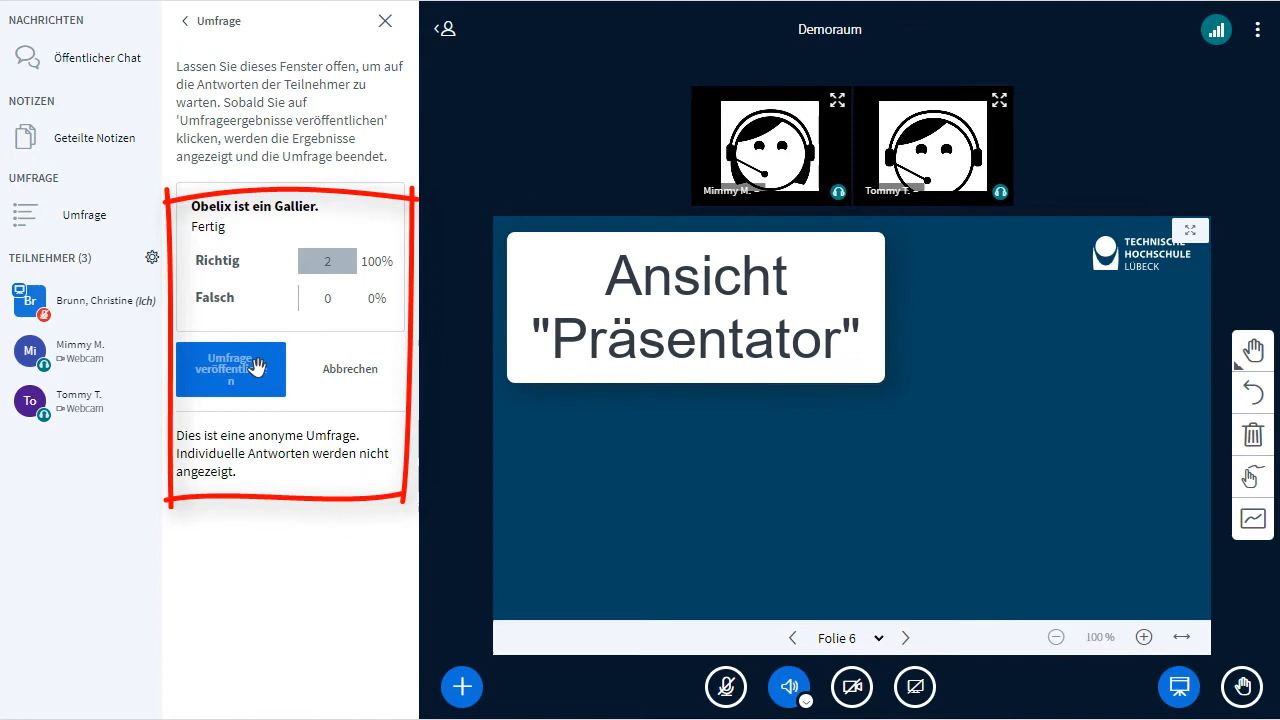 NACHRICHTEN
Öffentlicher Chat
NOTIZEN
Geteilte Notizen
UMFRAGE
Umfrage
TEILNEHMER (3)
Br
Brunn, Christine (Ich)
Mi
Mimmy M.
Webcam
To
Tommy T.
Webcam
Umfrage
Lassen Sie dieses Fenster offen, um auf
die Antworten der Teilnehmer zu
warten. Sobald Sie auf
'Umfrageergebnisse veröffentlichen'
klicken, werden die Ergebnisse
angezeigt und die Umfrage beendet.
Obelix ist ein Gallier.
Fertig
Richtig 2 100%
Falsch 0 0%
Umfrage
n
Abbrechen
Dies ist eine anonyme Umfrage.
Individuelle Antworten werden nicht
angezeigt.
Demoraum
Mimmy M.
Tommy T.
Ansicht
"Präsentator"
TECHNISCHE
HOCHSCHULE
LÜBECK
Folie 6
100 %